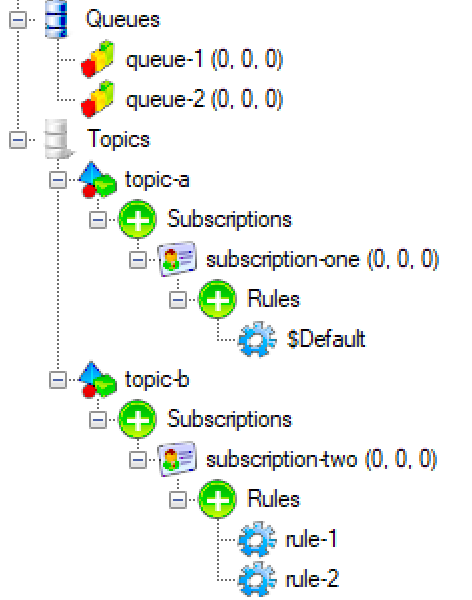 Queues
queue-1 (0, 0, 0)
queue-2 (0, 0, 0)
Topics
topic-a
Subscriptions
subscription-one (0, 0, 0)
Rules
$Default
topic-b
Subscriptions
subscription-two (0, 0, 0)
Rules
rule-1
rule-2